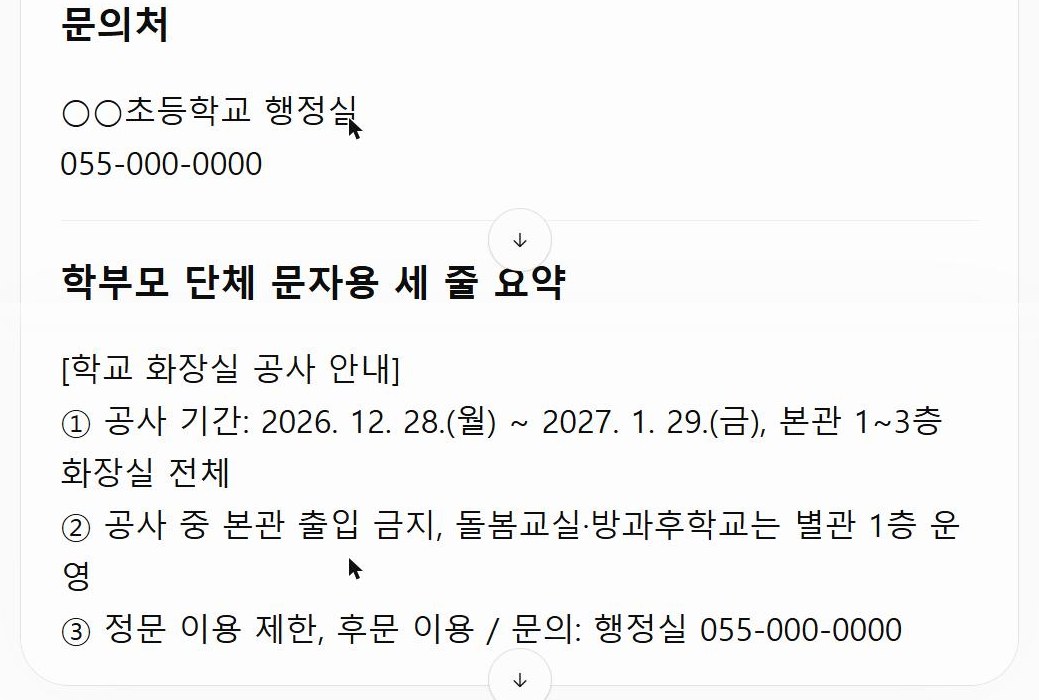 문의처
○○초등학교 행정실
055-000-0000
학부모 단체 문자용 세 줄 요약
[학교 화장실 공사 안내]
① 공사 기간: 2026. 12. 28.(월) ~ 2027. 1. 29.(금), 본관 1~3층
화장실 전체
② 공사 중 본관 출입 금지, 돌봄교실·방과후학교는 별관 1층 운
영
③ 정문 이용 제한, 후문 이용 / 문의: 행정실 055-000-0000